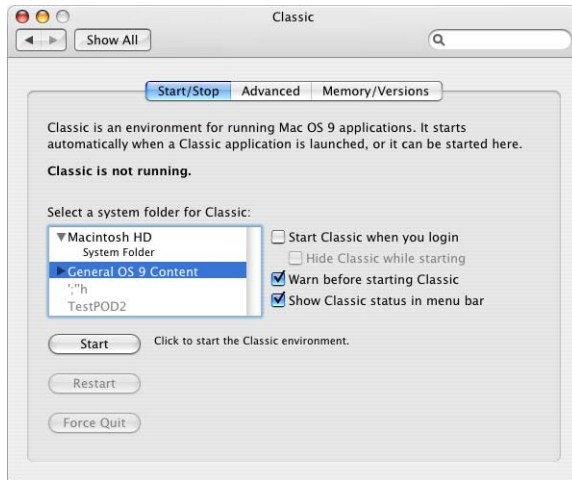 Classic
Show All
Start/Stop Advanced Memory/Versions
Classic is an environment for running Mac OS 9 applications. It starts
automatically when a Classic application is launched, or it can be started here.
Classic is not running.
Select a system folder for Classic:
Macintosh HD
System Folder
General OS 9 Content
';"h
TestPOD2
Start Classic when you login
Hide Classic while starting
Warn before starting Classic
Show Classic status in menu bar
Start Click to start the Classic environment.
Restart
Force Quit